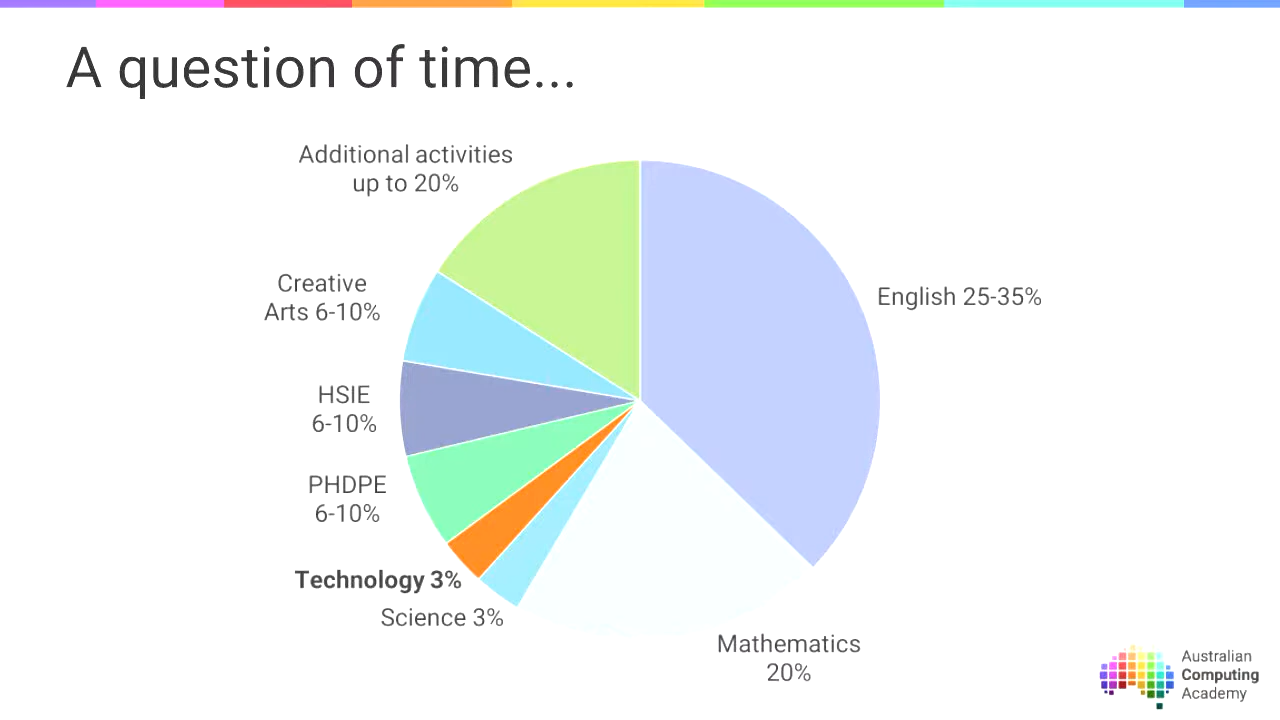 A question of time...
Additional activities
up to 20%
Creative
Arts 6-10%
English 25-35%
HSIE
6-10%
PHDPE
6-10%
Technology 3%
Science 3%
Mathematics
20%
Australian
Computing
Academy